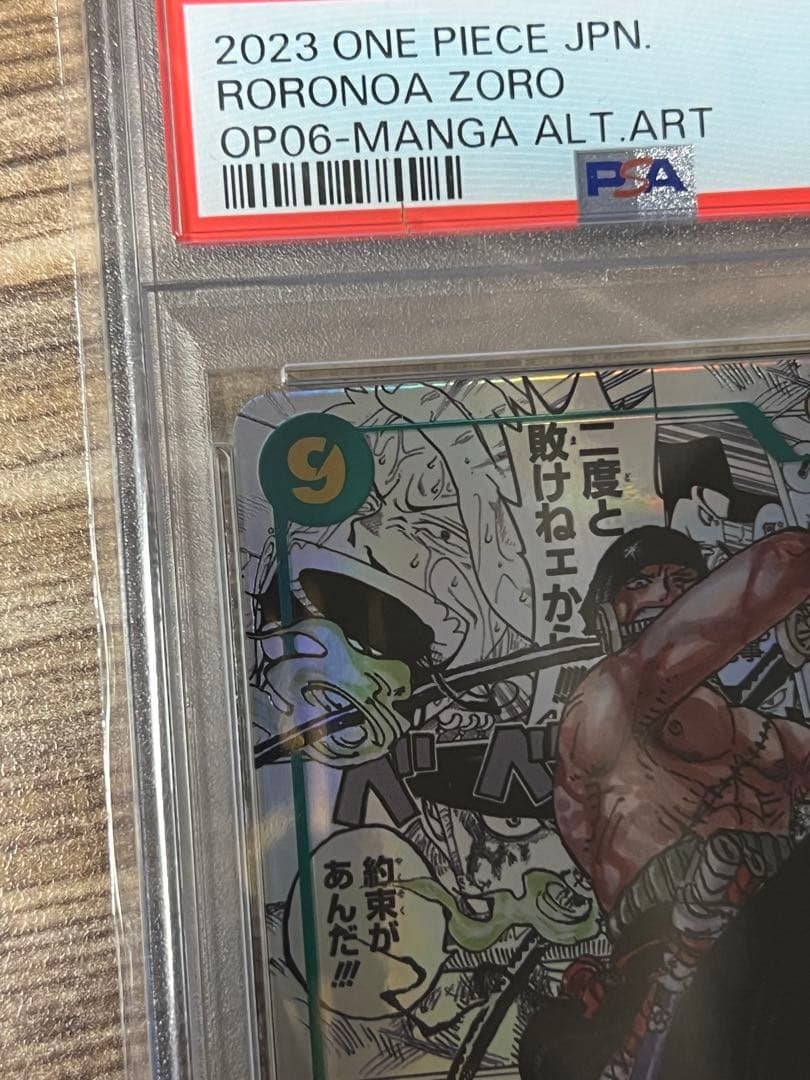 2023 ONE PIECE JPN.
RORONOA ZORO
OP06-MANGA ALT.ART
PSA
9
二度と
敗けねェから
約束が
あんだ!!!